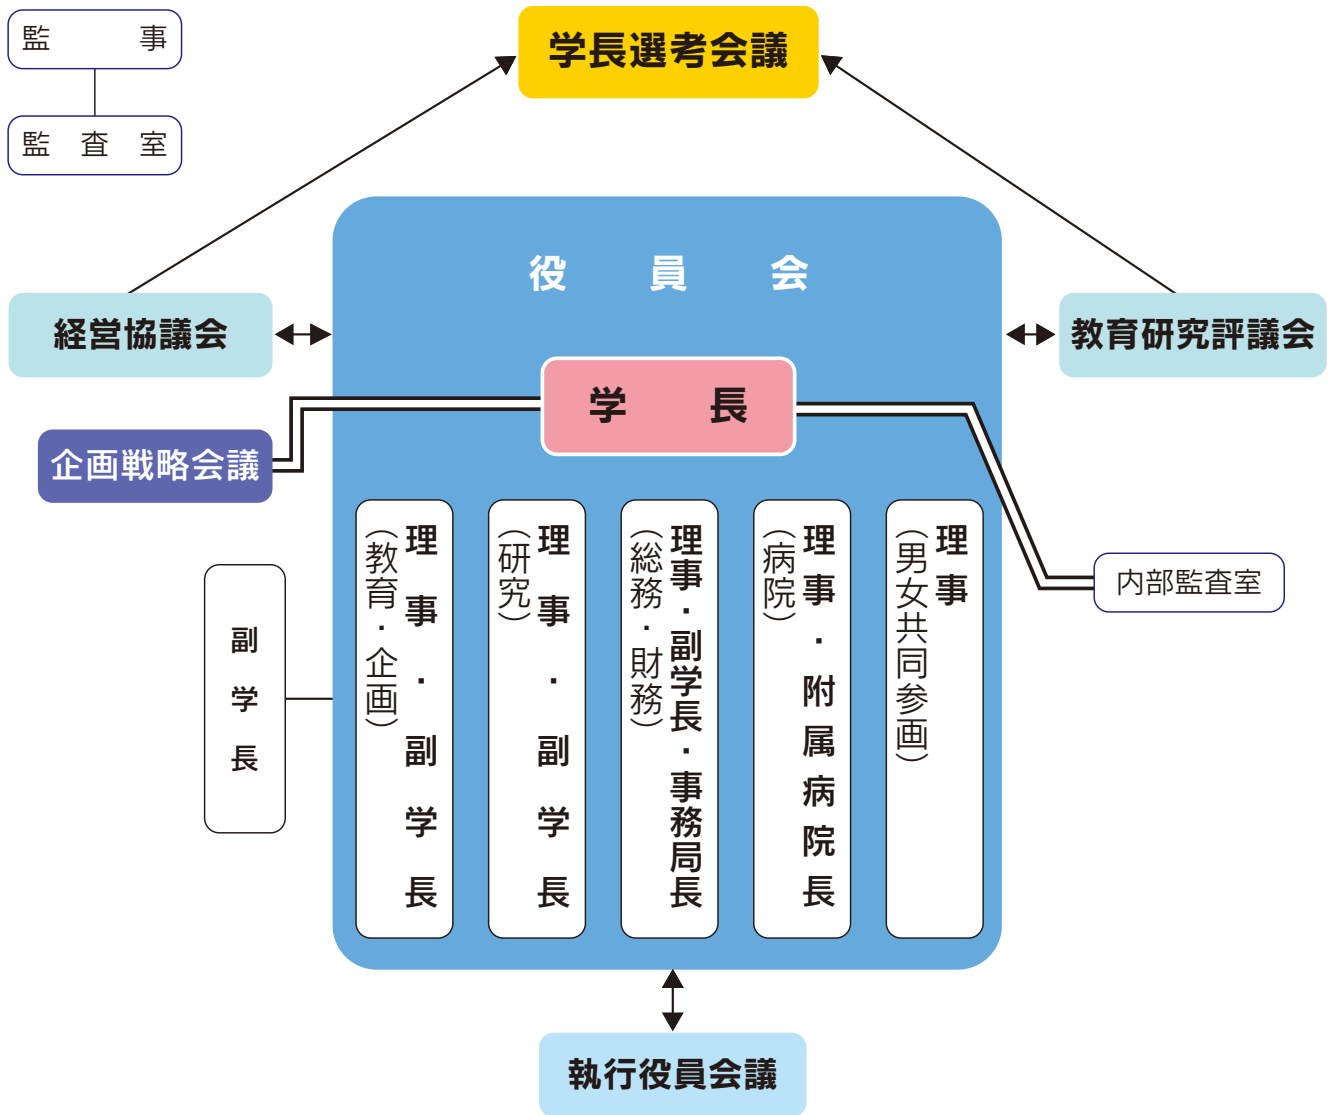 監事
監査室
学長選考会議
役員会
経営協議会
教育研究評議会
学長
企画戦略会議
内部監査室
副学長
理事・副学長
（教育・企画）
理事・副学長
（研究）
理事・副学長・事務局長
（総務・財務）
理事・附属病院長
（病院）
理事
（男女共同参画）
執行役員会議